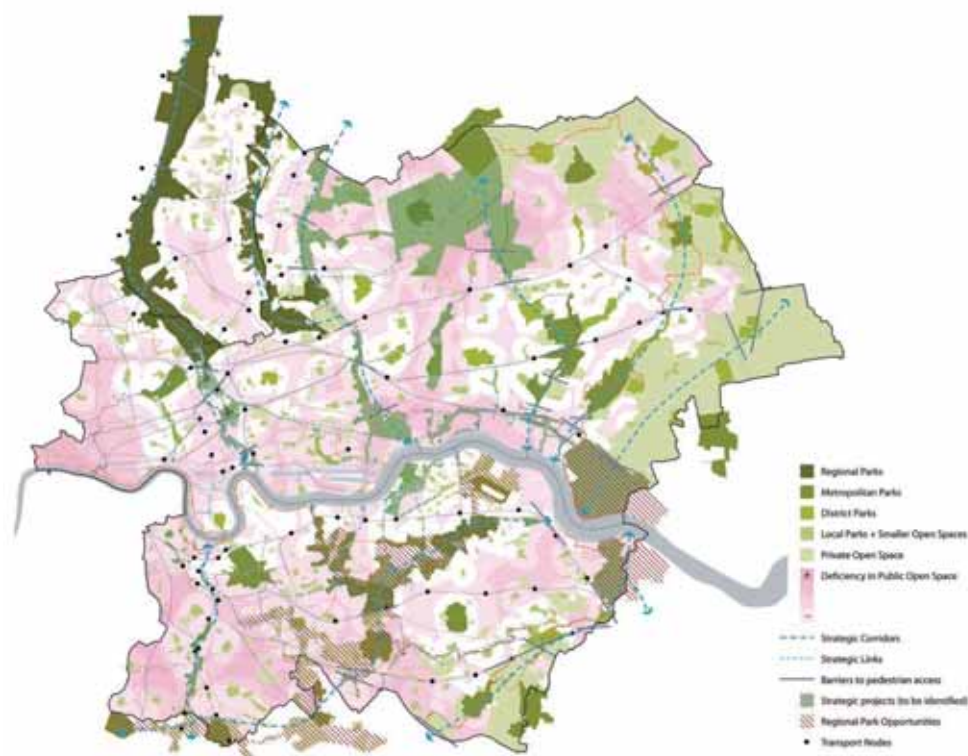 Regional Parks
Metropolitan Parks
District Parks
Local Parks + Smaller Open Spaces
Private Open Space
+ Deficiency in Public Open Space
-
Strategic Corridors
Strategic Links
Barriers to pedestrian access
Strategic projects (to be identified)
Regional Park Opportunities
Transport Nodes